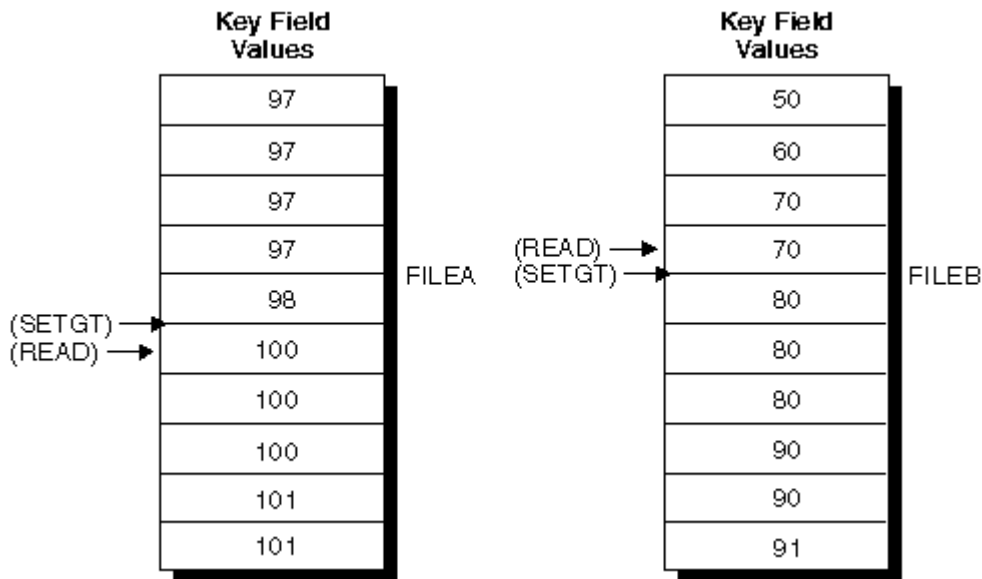 Key Field
Values
97
97
97
97
98
100
100
100
101
101
(SETGT)
(READ)
FILEA
Key Field
Values
50
60
70
70
80
80
80
90
90
91
(READ)
(SETGT)
FILEB